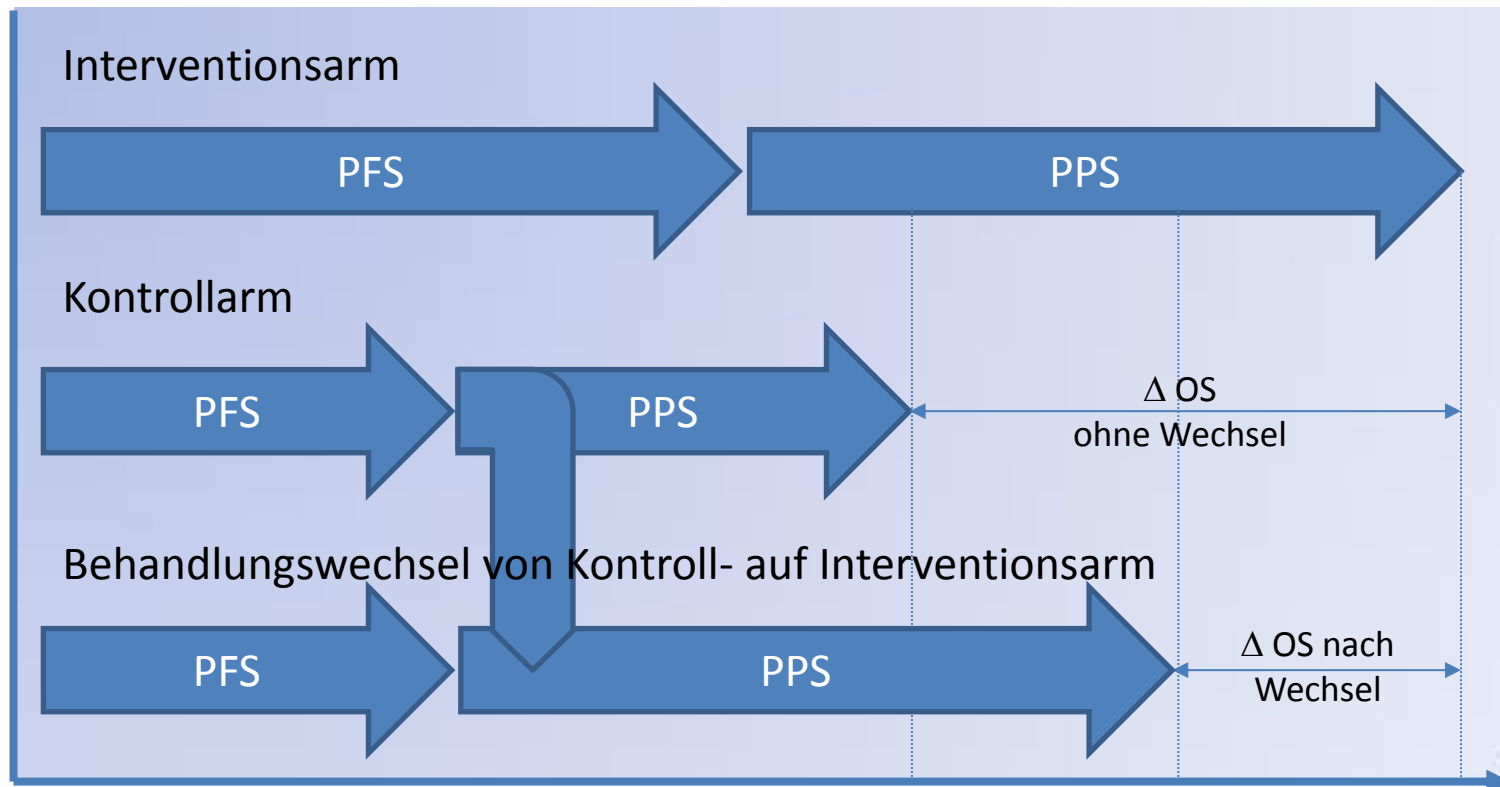 Interventionsarm
PFS
PPS
Kontrollarm
PFS
PPS
Δ OS
ohne Wechsel
Behandlungswechsel von Kontroll- auf Interventionsarm
PFS
PPS
Δ OS nach
Wechsel